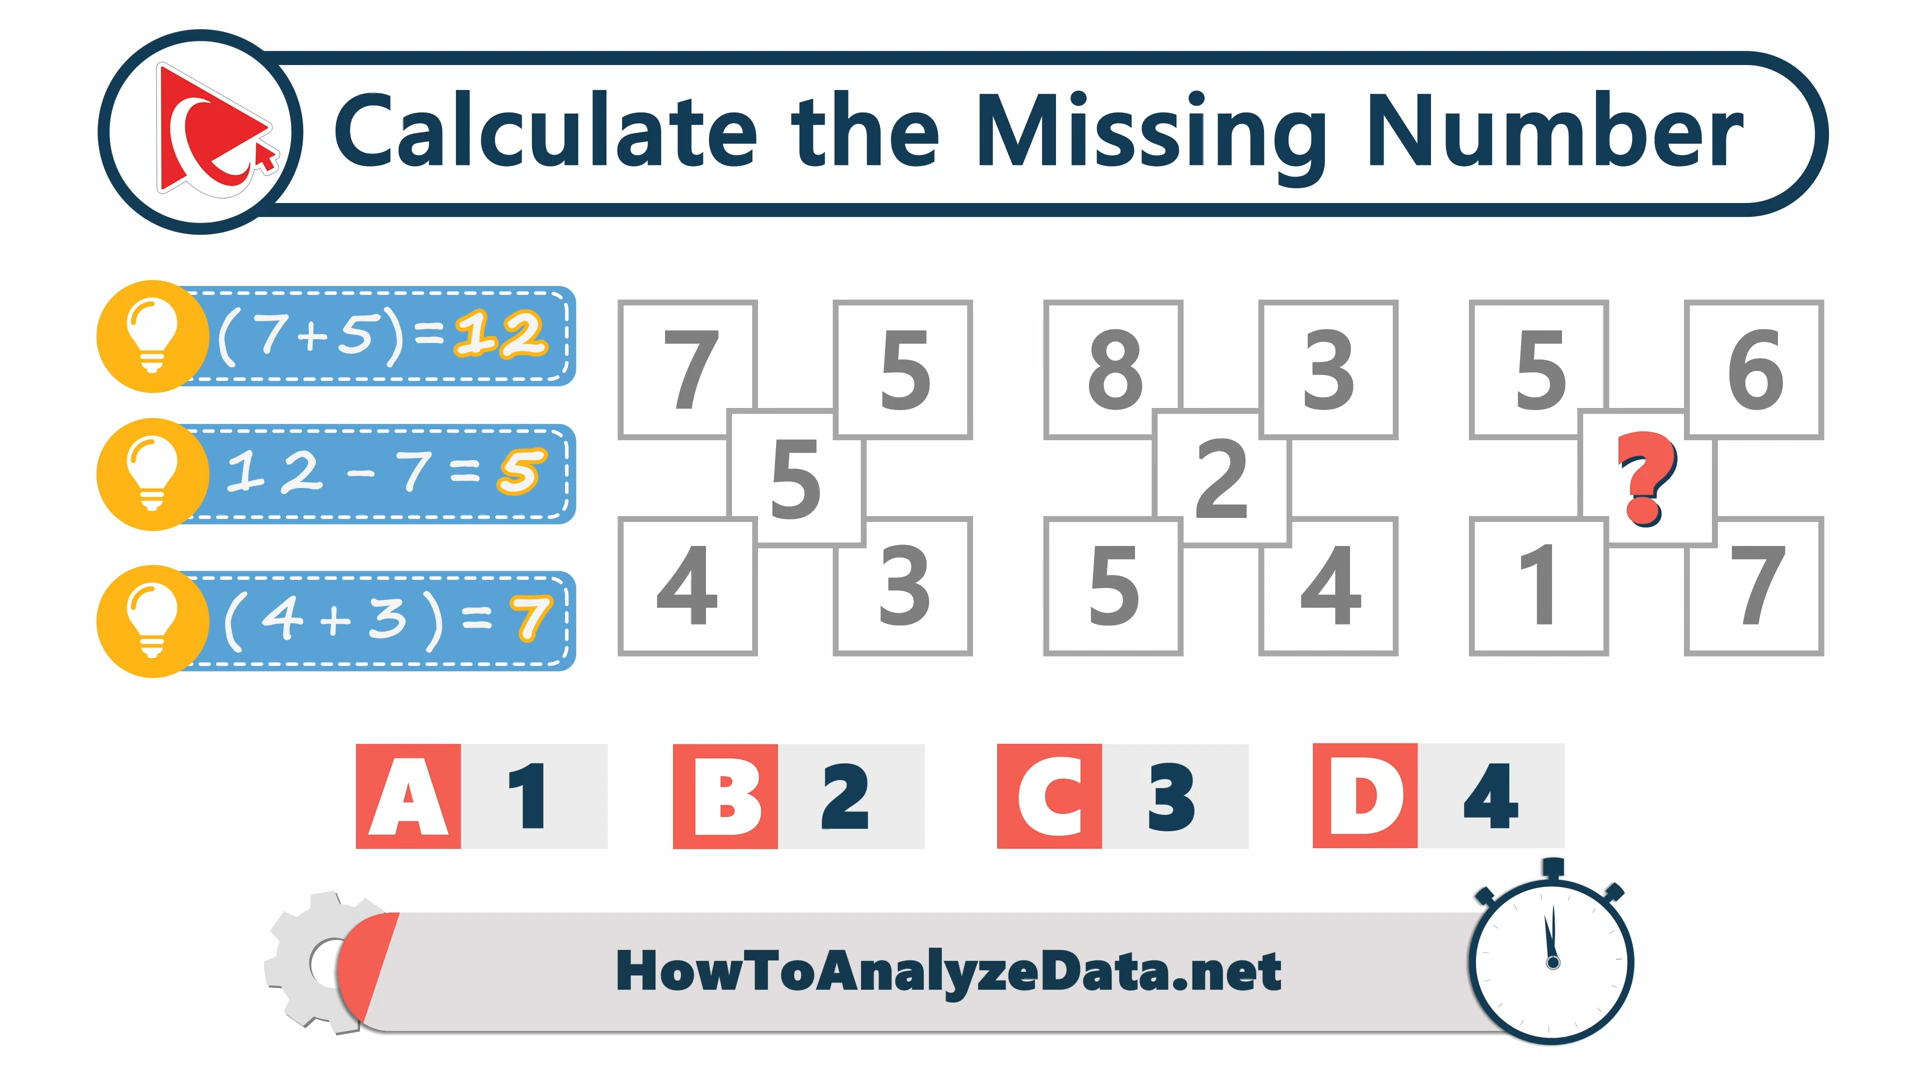 Calculate the Missing Number
(7+5)=12
12-7=5
(4+3)=7
7 5 8 3 5 6
5 2 ?
4 3 5 4 1 7
A 1 B 2 C 3 D 4
HowToAnalyzeData.net